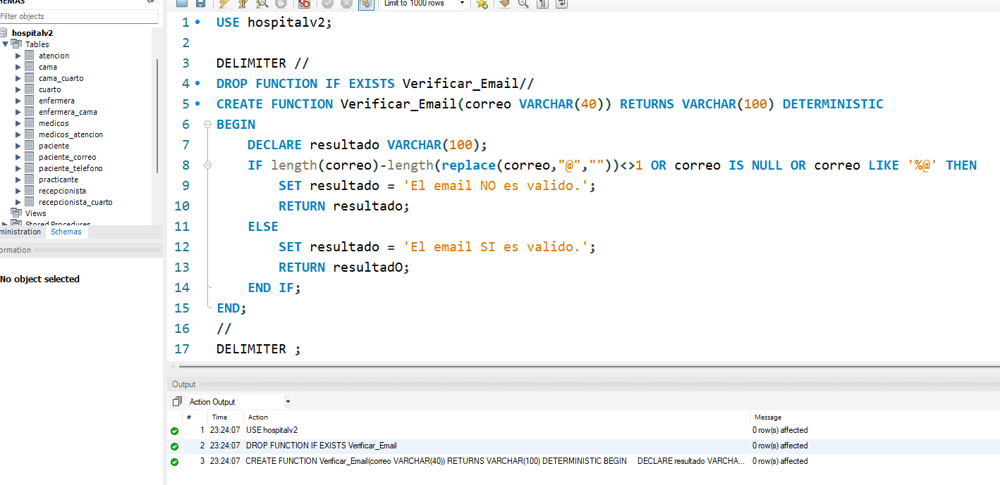 HEMAS
Filter objects
hospitalv2
Tables
atencion
cama
cama_cuarto
cuarto
enfermera
enfermera_cama
medicos
medicos_atencion
paciente
paciente_correo
paciente_telefono
practicante
recepcionista
recepcionista_cuarto
Views
Stored Procedures
ministration Schemas
ormation
No object selected
Limit to 1000 rows
1 USE hospitalv2;
2
3 DELIMITER //
4 DROP FUNCTION IF EXISTS Verificar_Email//
5 CREATE FUNCTION Verificar_Email(correo VARCHAR(40)) RETURNS VARCHAR(100) DETERMINISTIC
6 BEGIN
7 DECLARE resultado VARCHAR(100);
8 IF length(correo)-length(replace(correo,"@",""))<>1 OR correo IS NULL OR correo LIKE '%@' THEN
9 SET resultado = 'El email NO es valido.';
10 RETURN resultado;
11 ELSE
12 SET resultado = 'El email SI es valido.';
13 RETURN resultadO;
14 END IF;
15 END;
16 //
17 DELIMITER ;
Output
Action Output
# Time Action Message
1 23:24:07 USE hospitalv2 0 row(s) affected
2 23:24:07 DROP FUNCTION IF EXISTS Verificar_Email 0 row(s) affected
3 23:24:07 CREATE FUNCTION Verificar_Email(correo VARCHAR(40)) RETURNS VARCHAR(100) DETERMINISTIC BEGIN DECLARE resultado VARCHA... 0 row(s) affected